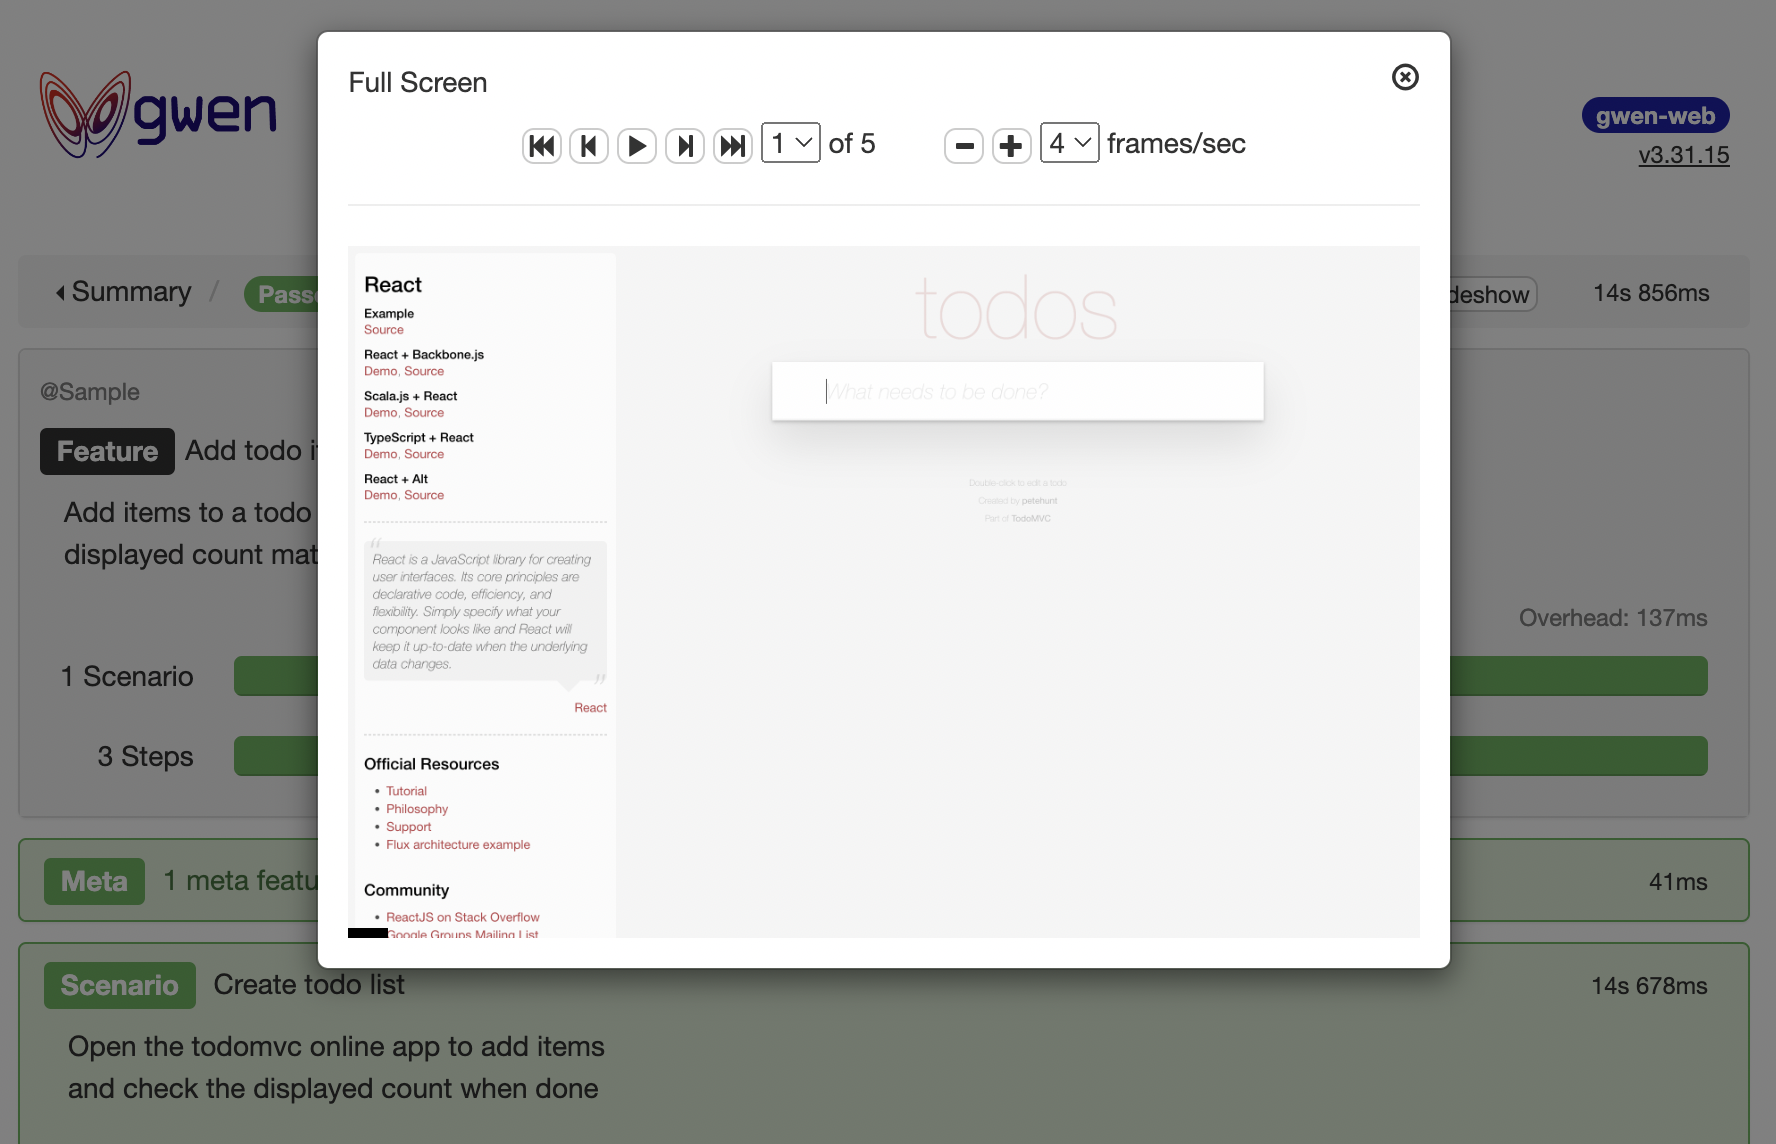 Full Screen
1 of 5 4 frames/sec
gwen
gwen-web
v3.31.15
Summary / Passe
deshow 14s 856ms
@Sample
Feature Add todo i
Add items to a todo
displayed count mat
Overhead: 137ms
1 Scenario
3 Steps
Meta 1 meta featu 41ms
Scenario Create todo list 14s 678ms
Open the todomvc online app to add items
and check the displayed count when done
React
Example
Source
React + Backbone.js
Demo, Source
Scala.js + React
Demo, Source
TypeScript + React
Demo, Source
React + Alt
Demo, Source
“
React is a JavaScript library for creating
user interfaces. Its core principles are
declarative code, efficiency, and
flexibility. Simply specify what your
component looks like and React will
keep it up-to-date when the underlying
data changes.
”
React
Official Resources
• Tutorial
• Philosophy
• Support
• Flux architecture example
Community
• ReactJS on Stack Overflow
Google Groups Mailing List
todos
What needs to be done?
Double-click to edit a todo
Created by petehunt
Part of TodoMVC